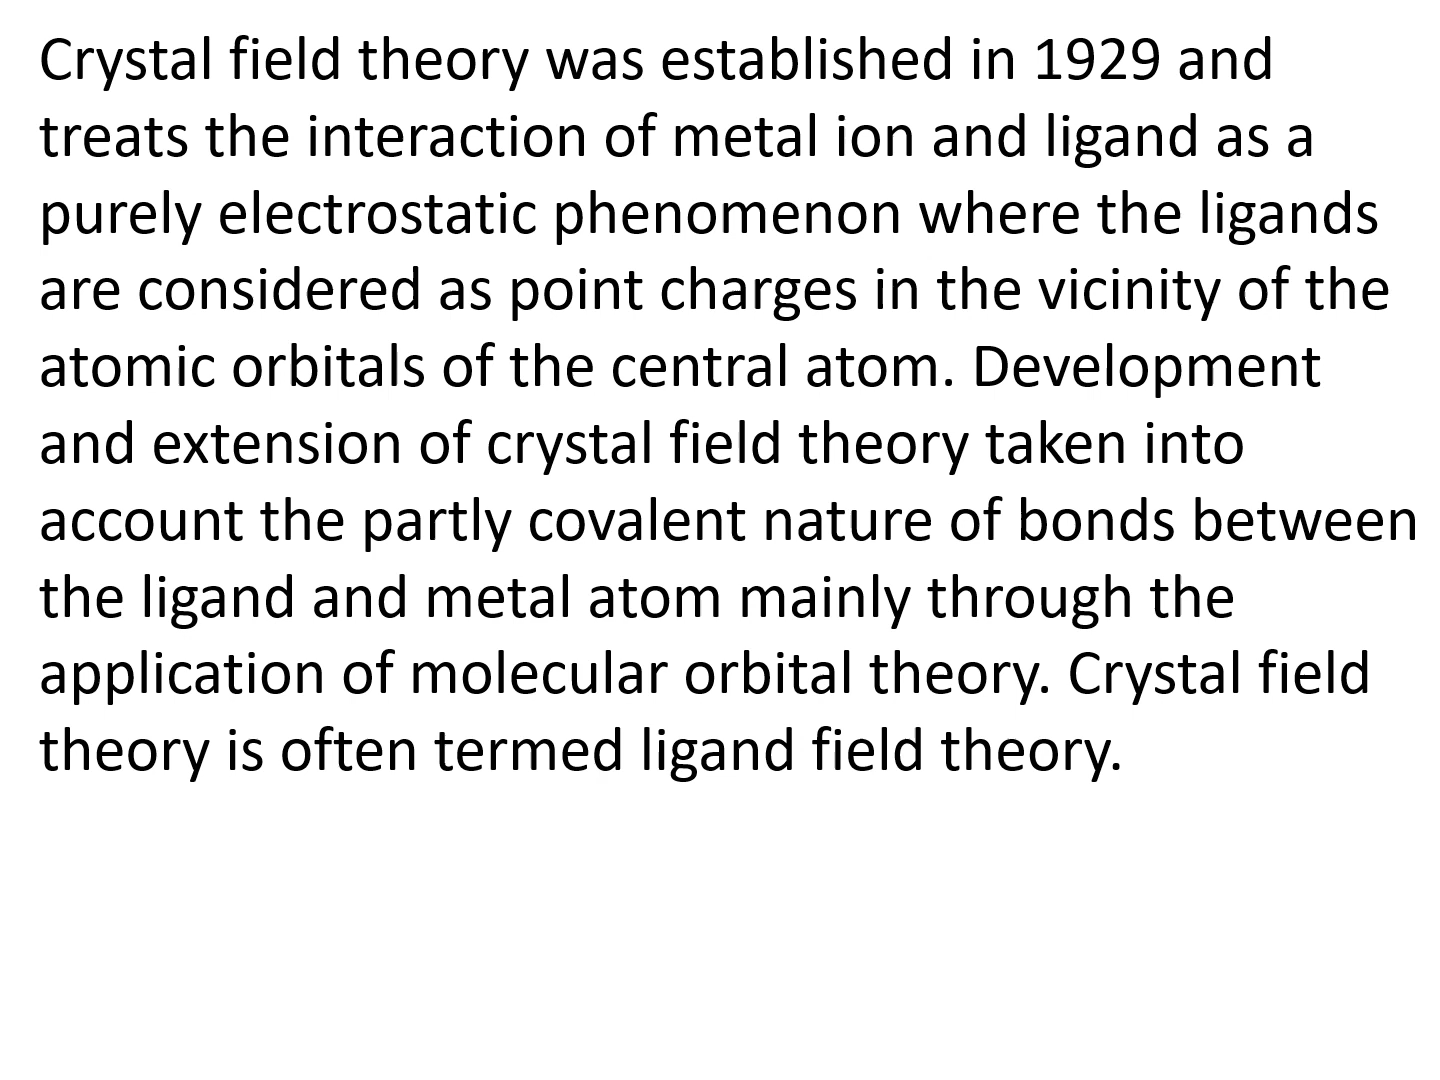 Crystal field theory was established in 1929 and
treats the interaction of metal ion and ligand as a
purely electrostatic phenomenon where the ligands
are considered as point charges in the vicinity of the
atomic orbitals of the central atom. Development
and extension of crystal field theory taken into
account the partly covalent nature of bonds between
the ligand and metal atom mainly through the
application of molecular orbital theory. Crystal field
theory is often termed ligand field theory.